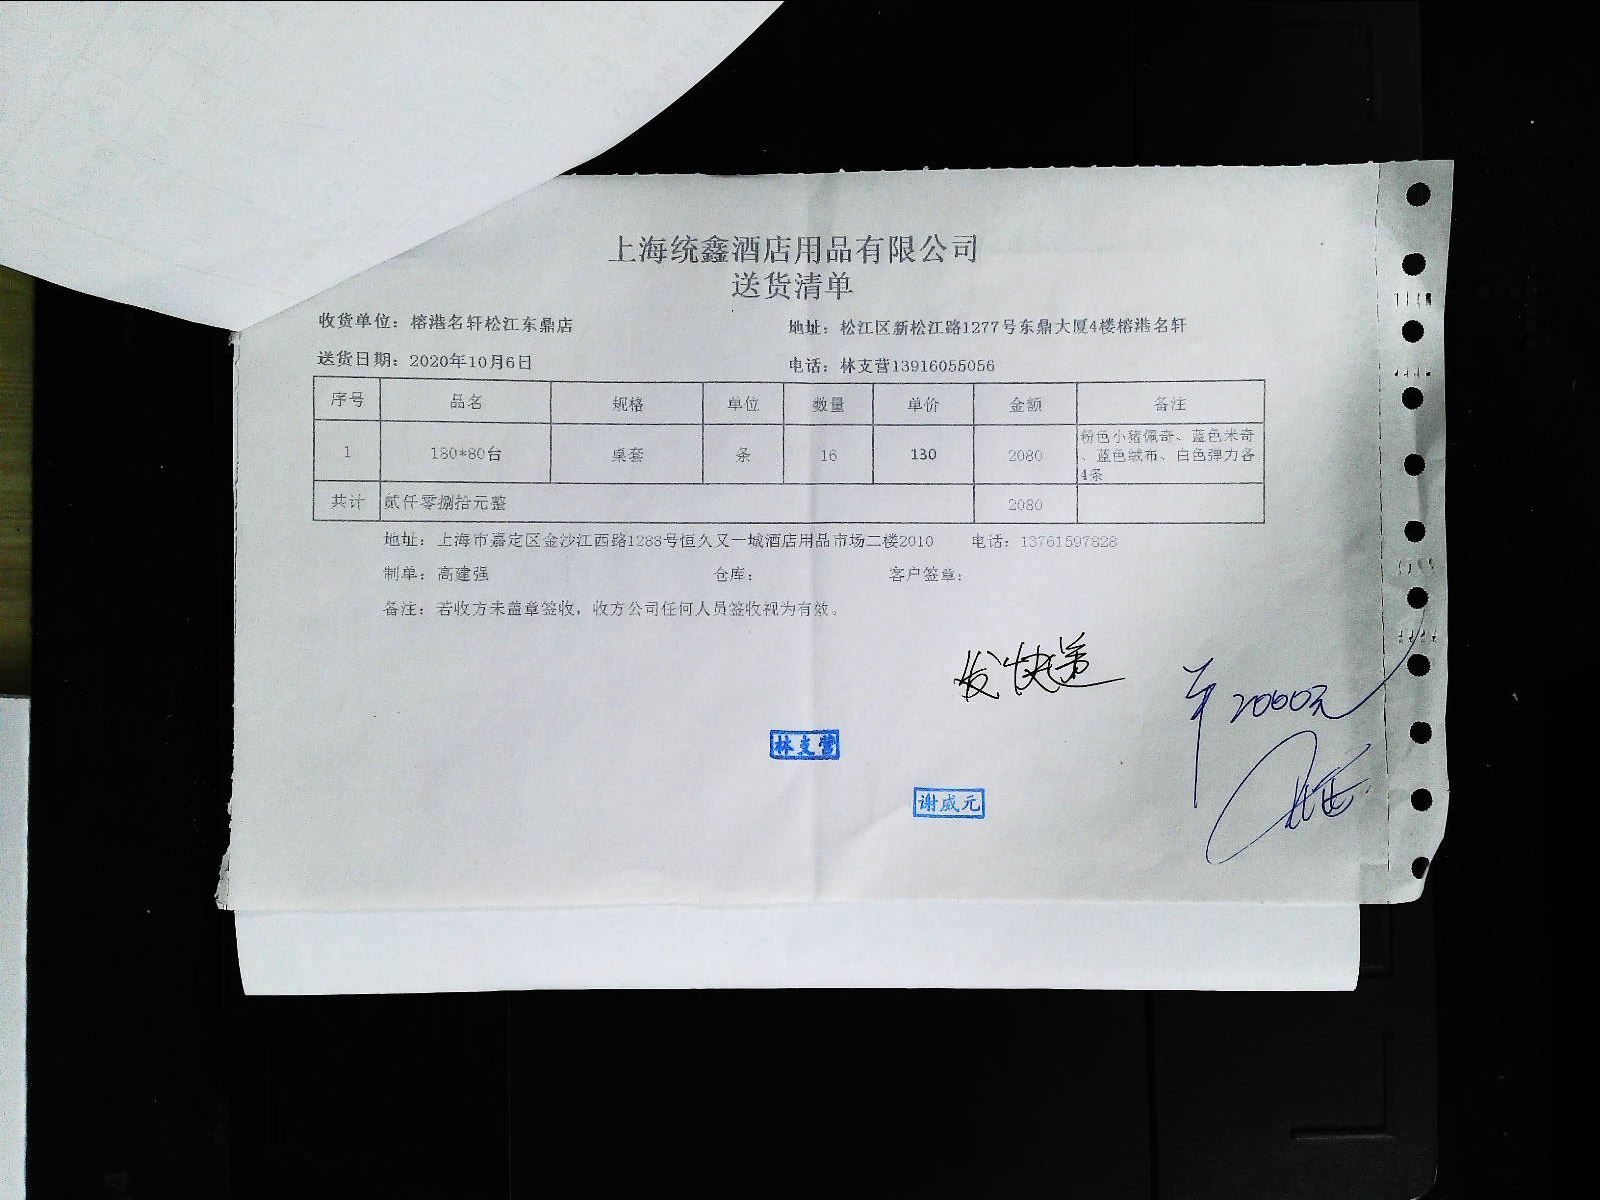 上海统鑫酒店用品有限公司
送货清单
收货单位：榕港名轩松江东鼎店 地址：松江区新松江路1277号东鼎大厦4楼榕港名轩
送货日期：2020年10月6日 电话：林支营13916055056
序号 品名 规格 单位 数量 单价 金额 备注
1 180*80台 桌套 条 16 130 2080 粉色小猪佩奇、蓝色米奇
、蓝色绒布、白色弹力各
4条
共计 贰仟零捌拾元整 2080
地址：上海市嘉定区金沙江西路1288号恒久又一城酒店用品市场二楼2010 电话：13761597828
制单：高建强 仓库： 客户签章：
备注：若收方未盖章签收，收方公司任何人员签收视为有效。
发快递
2000元
林支营
谢威元